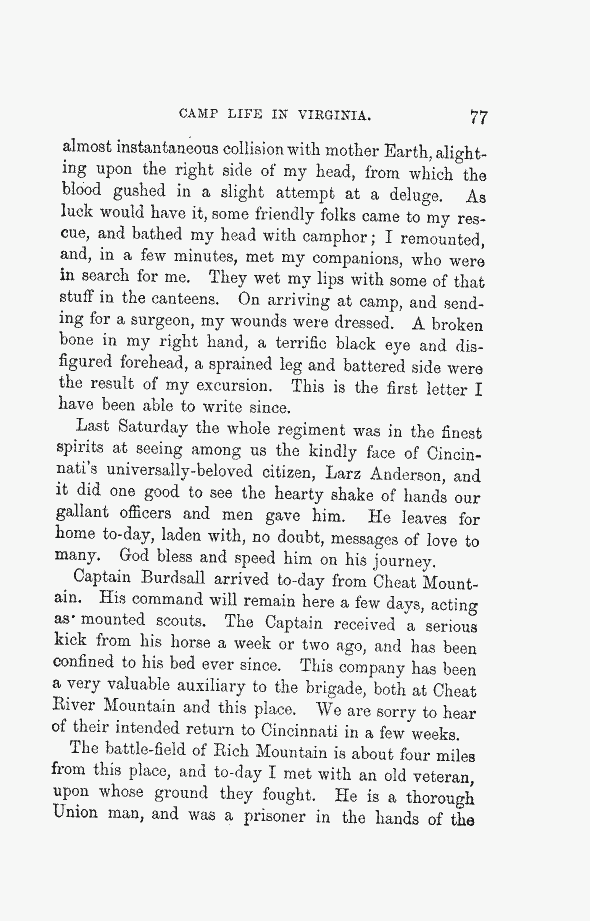 CAMP LIFE IN VIRGINIA. 77
almost instantaneous collision with mother Earth, alight-
ing upon the right side of my head, from which the
blood gushed in a slight attempt at a deluge. As
luck would have it, some friendly folks came to my res-
cue, and bathed my head with camphor; I remounted,
and, in a few minutes, met my companions, who were
in search for me. They wet my lips with some of that
stuff in the canteens. On arriving at camp, and send-
ing for a surgeon, my wounds were dressed. A broken
bone in my right hand, a terrific black eye and dis-
figured forehead, a sprained leg and battered side were
the result of my excursion. This is the first letter I
have been able to write since.
Last Saturday the whole regiment was in the finest
spirits at seeing among us the kindly face of Cincin-
nati's universally-beloved citizen, Larz Anderson, and
it did one good to see the hearty shake of hands our
gallant officers and men gave him. He leaves for
home to-day, laden with, no doubt, messages of love to
many. God bless and speed him on his journey.
Captain Burdsall arrived to-day from Cheat Mount-
ain. His command will remain here a few days, acting
as mounted scouts. The Captain received a serious
kick from his horse a week or two ago, and has been
confined to his bed ever since. This company has been
a very valuable auxiliary to the brigade, both at Cheat
River Mountain and this place. We are sorry to hear
of their intended return to Cincinnati in a few weeks.
The battle-field of Rich Mountain is about four miles
from this place, and to-day I met with an old veteran,
upon whose ground they fought. He is a thorough
Union man, and was a prisoner in the hands of the